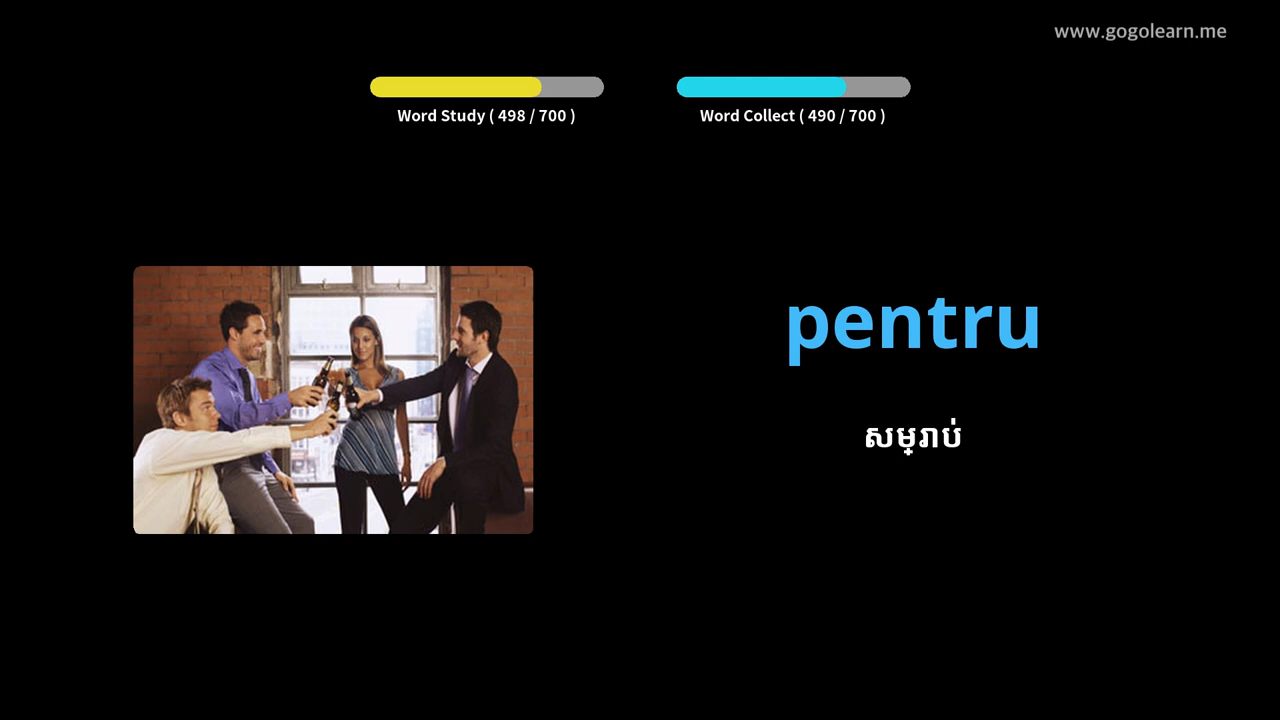 www.gogolearn.me
Word Study ( 498 / 700 )
Word Collect ( 490 / 700 )
pentru
សម្រាប់